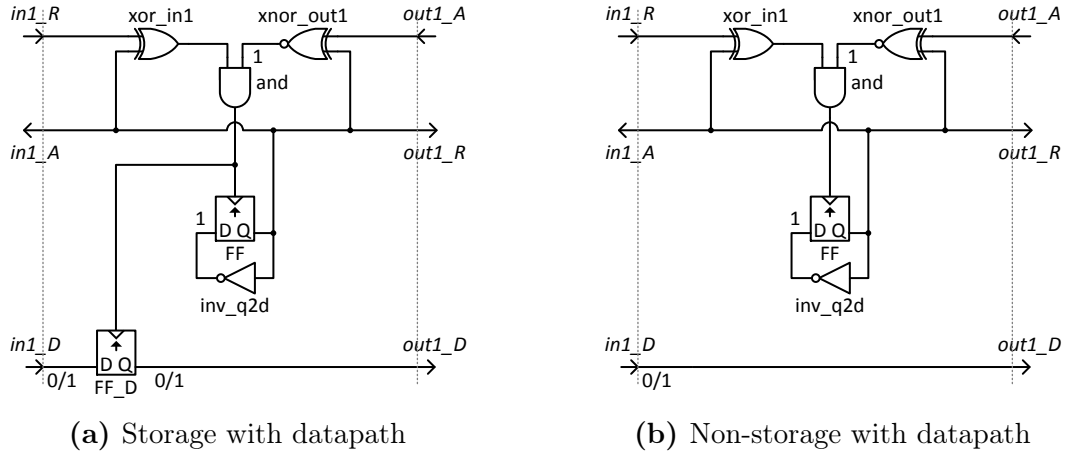 in1_R xor_in1 xnor_out1 out1_A
1
and
in1_A out1_R
1
D Q
FF
inv_q2d
in1_D out1_D
D Q
0/1 FF_D 0/1
(a) Storage with datapath
in1_R xor_in1 xnor_out1 out1_A
1
and
in1_A out1_R
1
D Q
FF
inv_q2d
in1_D out1_D
0/1
(b) Non-storage with datapath